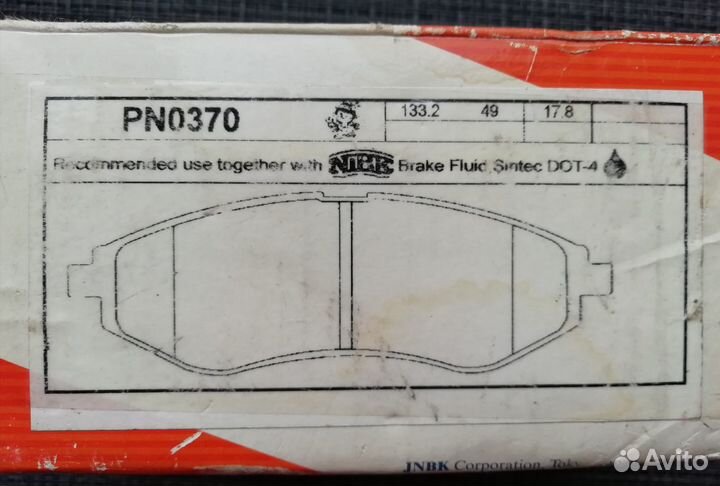 PN0370 133.2 49 17.8
Recommended use together with NIBK Brake Fluid Sintec DOT-4
JNBK Corporation,
Avito